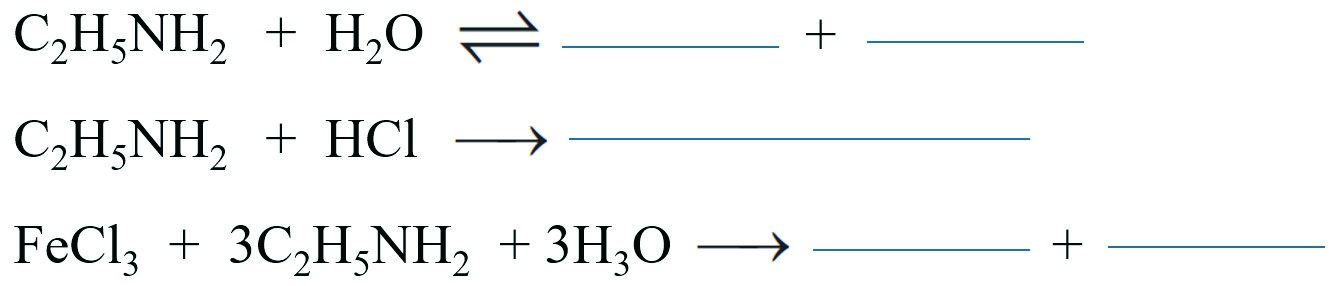 C₂H₅NH₂ + H₂O ⇌ ________ + ________
C₂H₅NH₂ + HCl ⟶ ________________
FeCl₃ + 3C₂H₅NH₂ + 3H₃O ⟶ ________ + ________